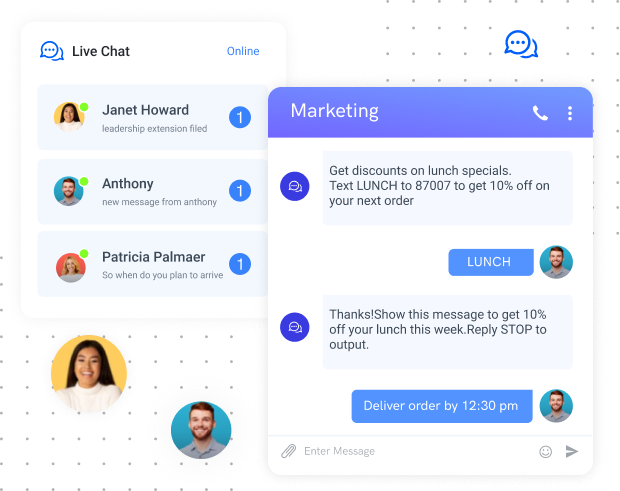 Live Chat
Online
Janet Howard
leadership extension filed
1
Anthony
new message from anthony
1
Patricia Palmaer
So when do you plan to arrive
1
Marketing
Get discounts on lunch specials.
Text LUNCH to 87007 to get 10% off on
your next order
LUNCH
Thanks!Show this message to get 10%
off your lunch this week.Reply STOP to
output.
Deliver order by 12:30 pm
Enter Message